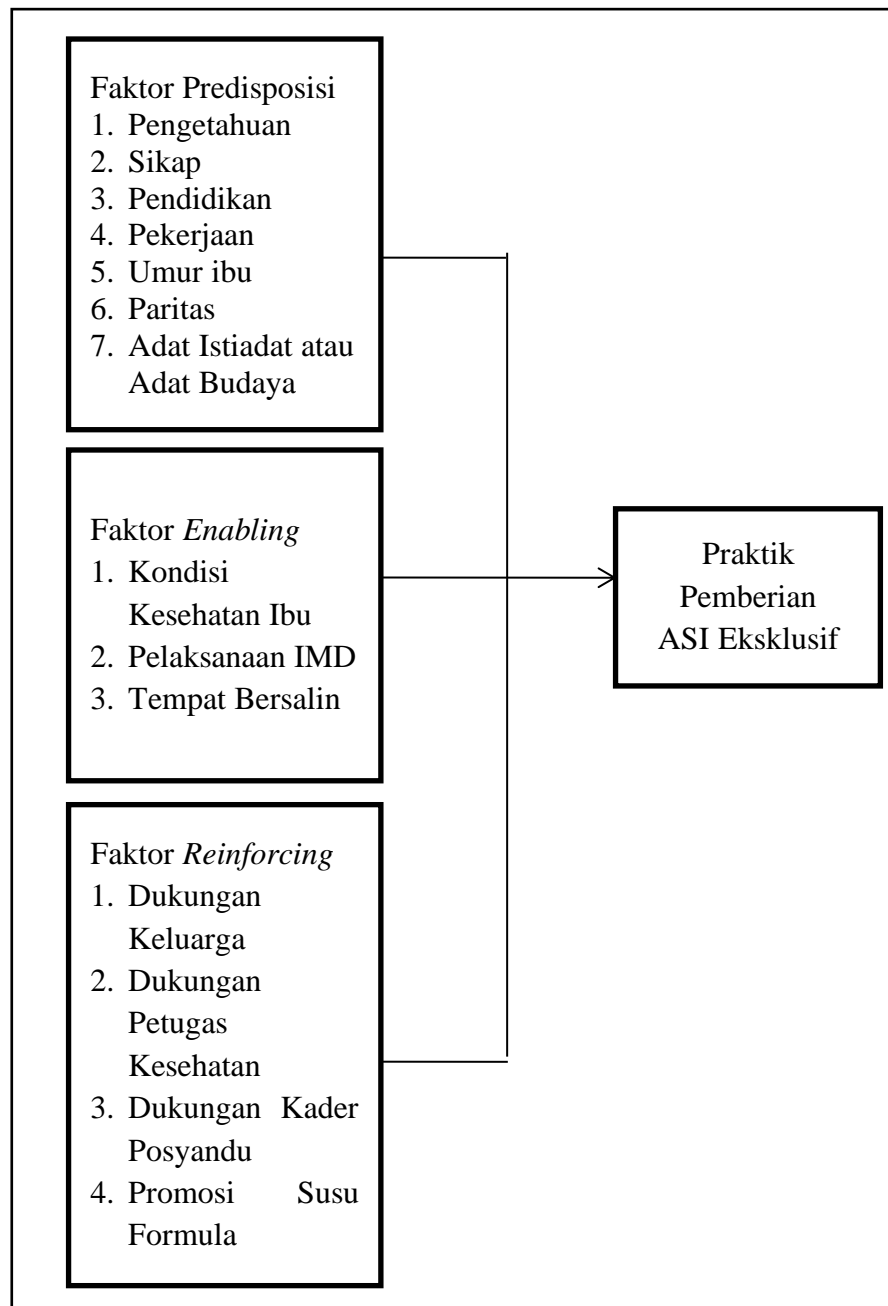 Faktor Predisposisi
1. Pengetahuan
2. Sikap
3. Pendidikan
4. Pekerjaan
5. Umur ibu
6. Paritas
7. Adat Istiadat atau
Adat Budaya
Faktor Enabling
1. Kondisi
Kesehatan Ibu
2. Pelaksanaan IMD
3. Tempat Bersalin
Faktor Reinforcing
1. Dukungan
Keluarga
2. Dukungan
Petugas
Kesehatan
3. Dukungan Kader
Posyandu
4. Promosi Susu
Formula
Praktik
Pemberian
ASI Eksklusif